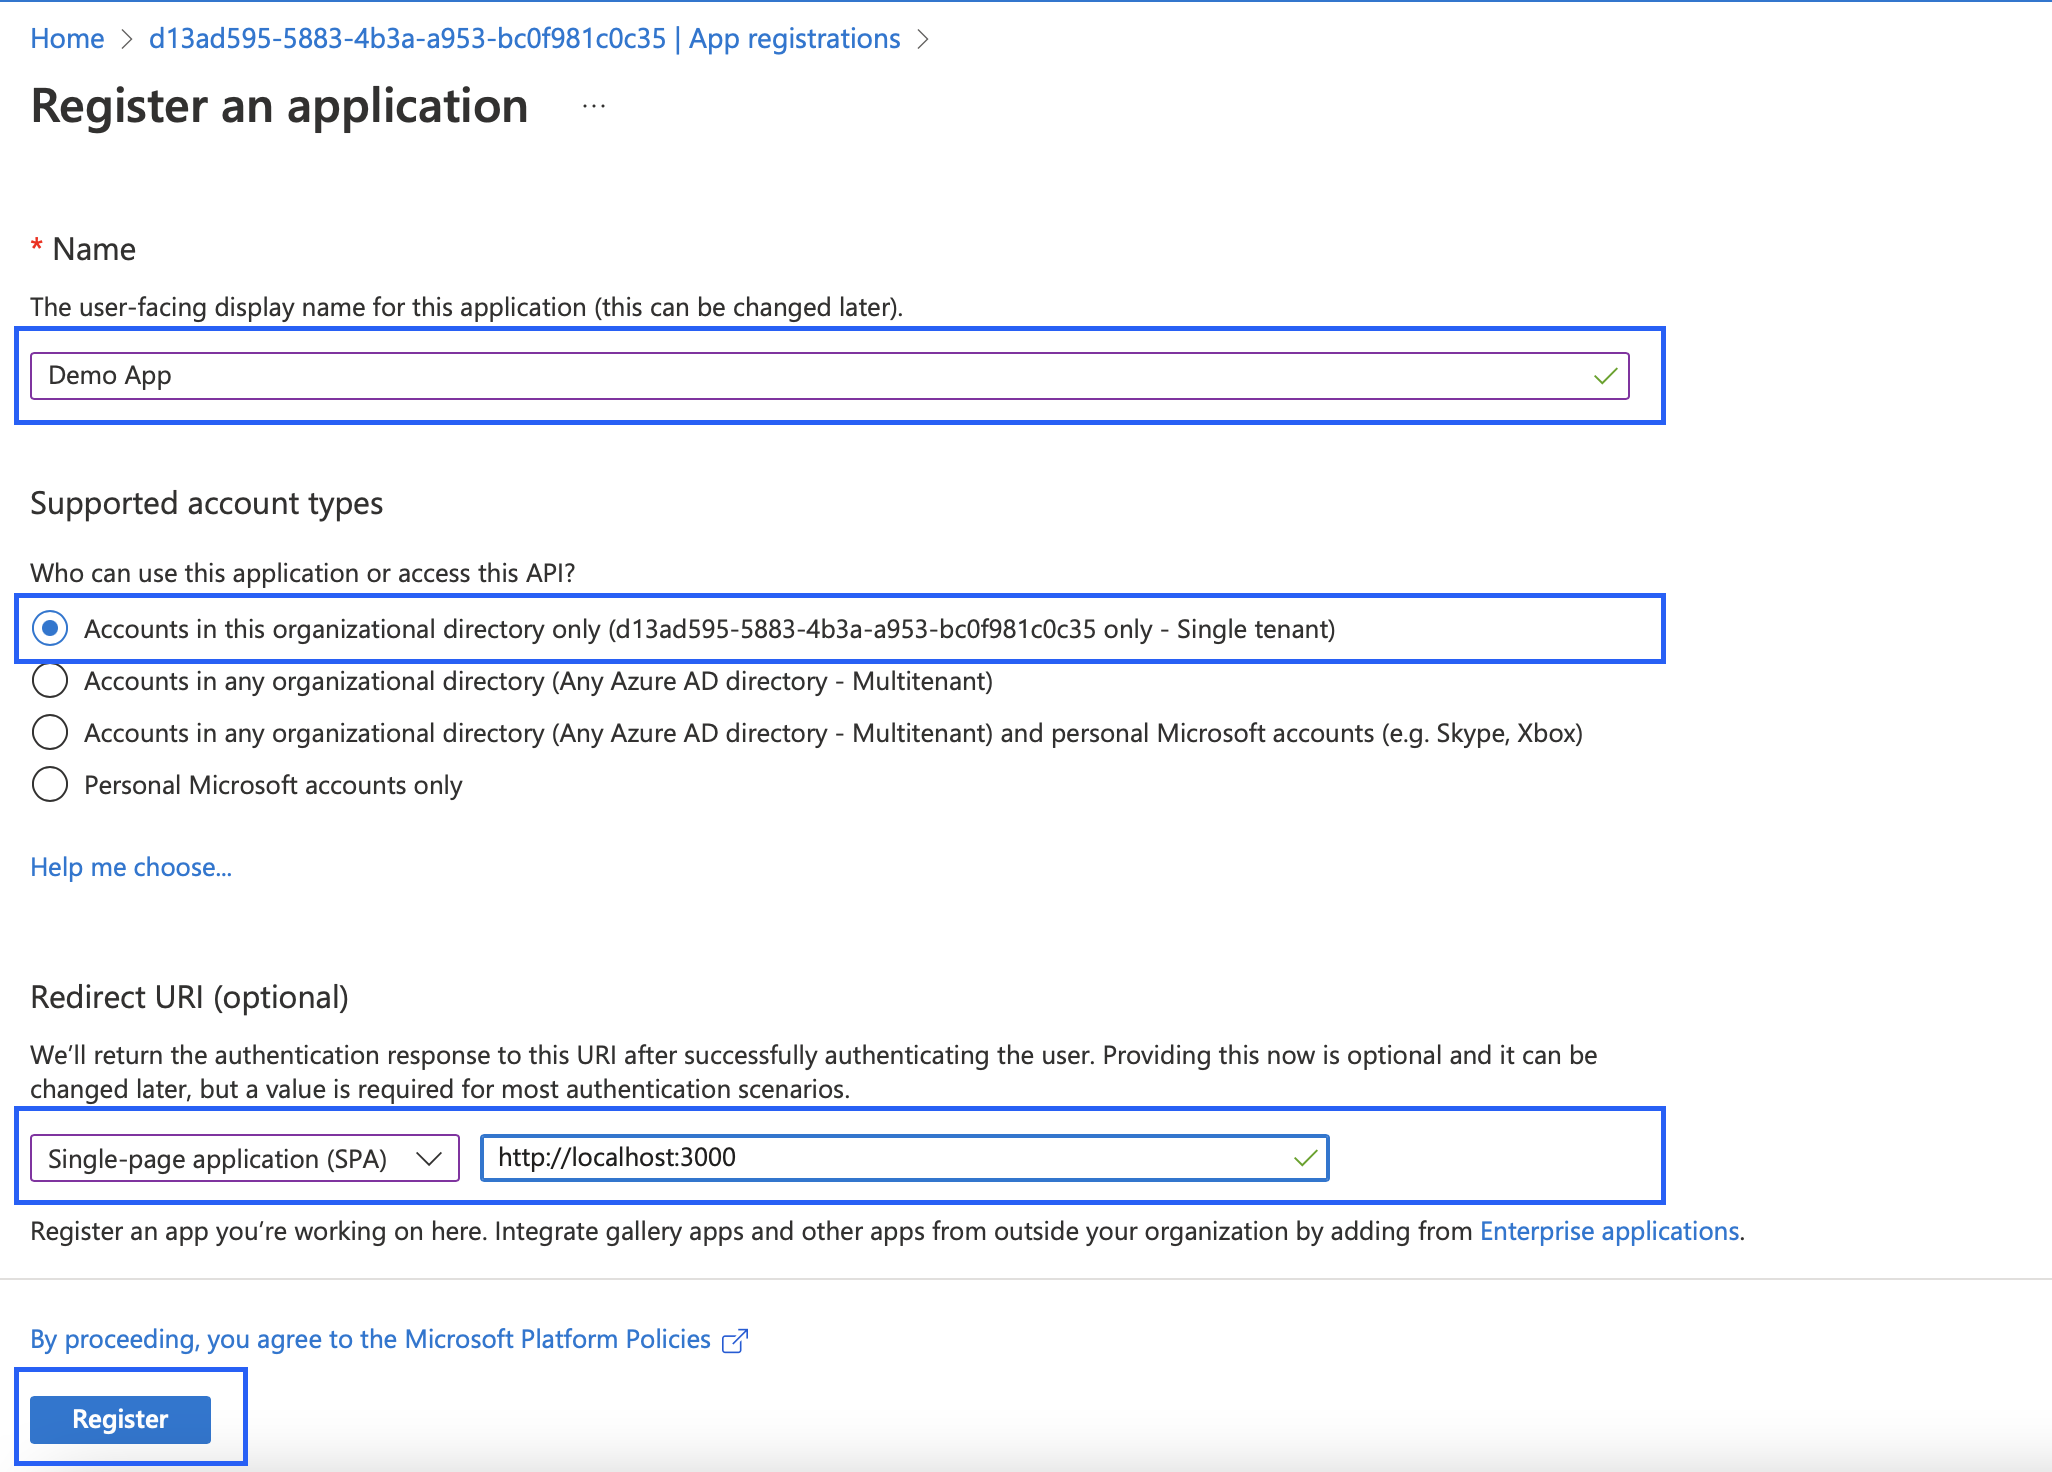 Home > d13ad595-5883-4b3a-a953-bc0f981c0c35 | App registrations >
Register an application ...
* Name
The user-facing display name for this application (this can be changed later).
Demo App
Supported account types
Who can use this application or access this API?
Accounts in this organizational directory only (d13ad595-5883-4b3a-a953-bc0f981c0c35 only - Single tenant)
Accounts in any organizational directory (Any Azure AD directory - Multitenant)
Accounts in any organizational directory (Any Azure AD directory - Multitenant) and personal Microsoft accounts (e.g. Skype, Xbox)
Personal Microsoft accounts only
Help me choose...
Redirect URI (optional)
We’ll return the authentication response to this URI after successfully authenticating the user. Providing this now is optional and it can be
changed later, but a value is required for most authentication scenarios.
Single-page application (SPA) http://localhost:3000
Register an app you’re working on here. Integrate gallery apps and other apps from outside your organization by adding from Enterprise applications.
By proceeding, you agree to the Microsoft Platform Policies
Register